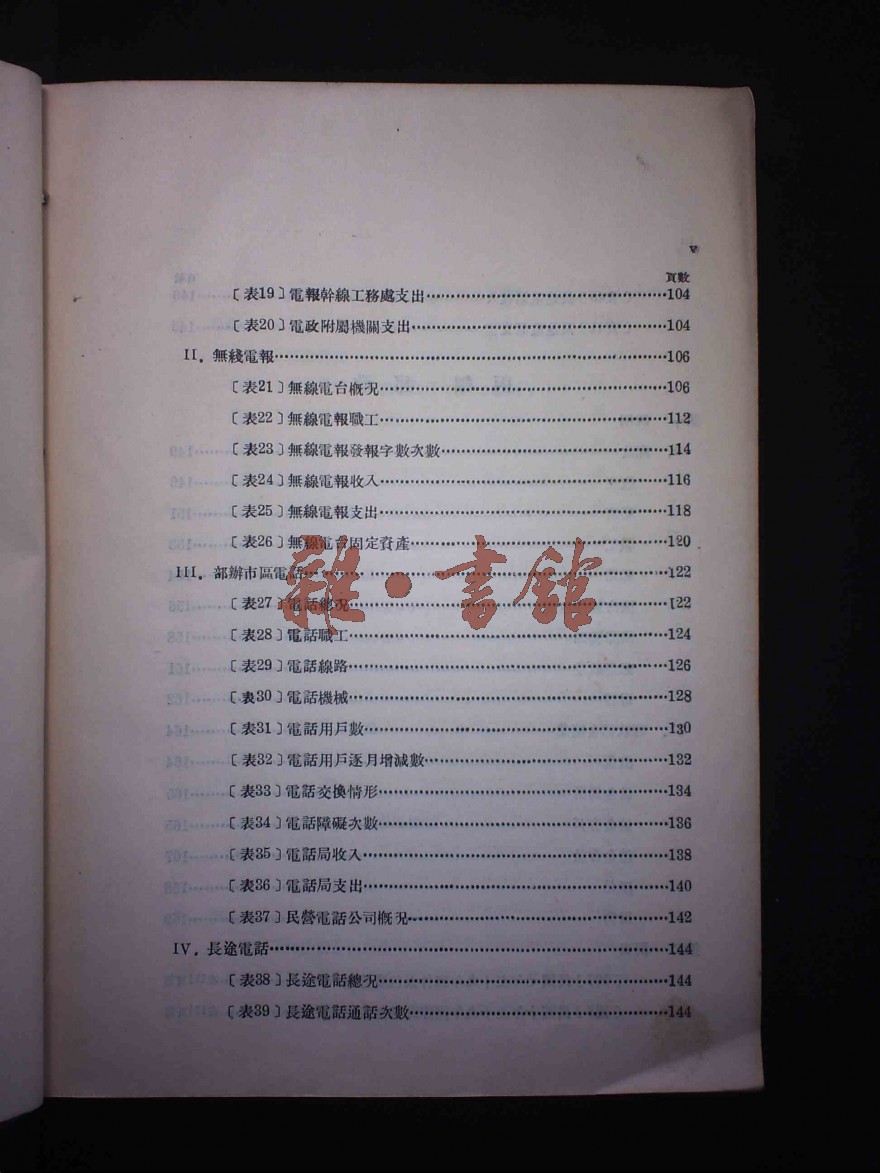 V
頁數
〔表19〕電報幹線工務處支出……104
〔表20〕電政附屬機關支出……104
II. 無綫電報……106
〔表21〕無線電台概況……106
〔表22〕無線電報職工……112
〔表23〕無線電報發報字數次數……114
〔表24〕無線電報收入……116
〔表25〕無線電報支出……118
〔表26〕無線電台固定資產……120
III. 部辦市區電話……122
〔表27〕電話總況……122
〔表28〕電話職工……124
〔表29〕電話線路……126
〔表30〕電話機械……128
〔表31〕電話用戶數……130
〔表32〕電話用戶逐月增減數……132
〔表33〕電話交換情形……134
〔表34〕電話障礙次數……136
〔表35〕電話局收入……138
〔表36〕電話局支出……140
〔表37〕民營電話公司概況……142
IV. 長途電話……144
〔表38〕長途電話總況……144
〔表39〕長途電話通話次數……144
雜·書館